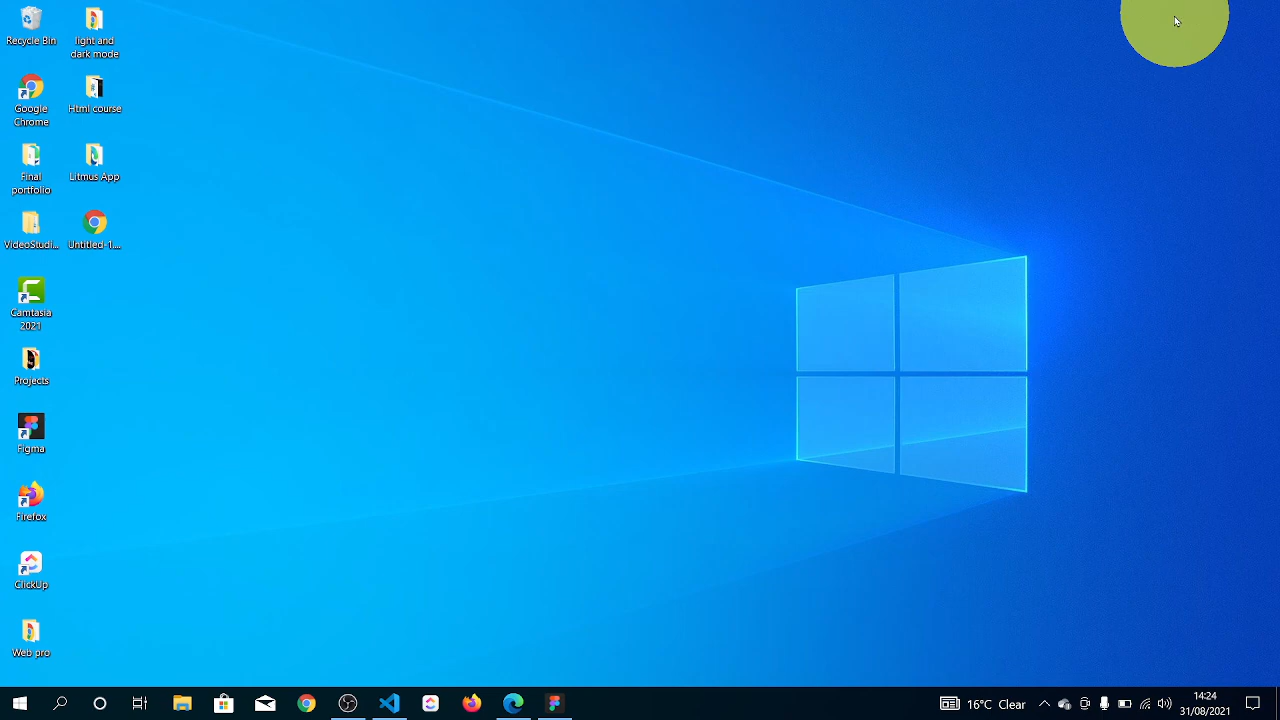 Recycle Bin
light and
dark mode
Google
Chrome
Html course
Final
portfolio
Litmus App
VideoStudi...
Untitled-1....
Camtasia
2021
Projects
Figma
Firefox
ClickUp
Web pro
16°C Clear
14:24
31/08/2021